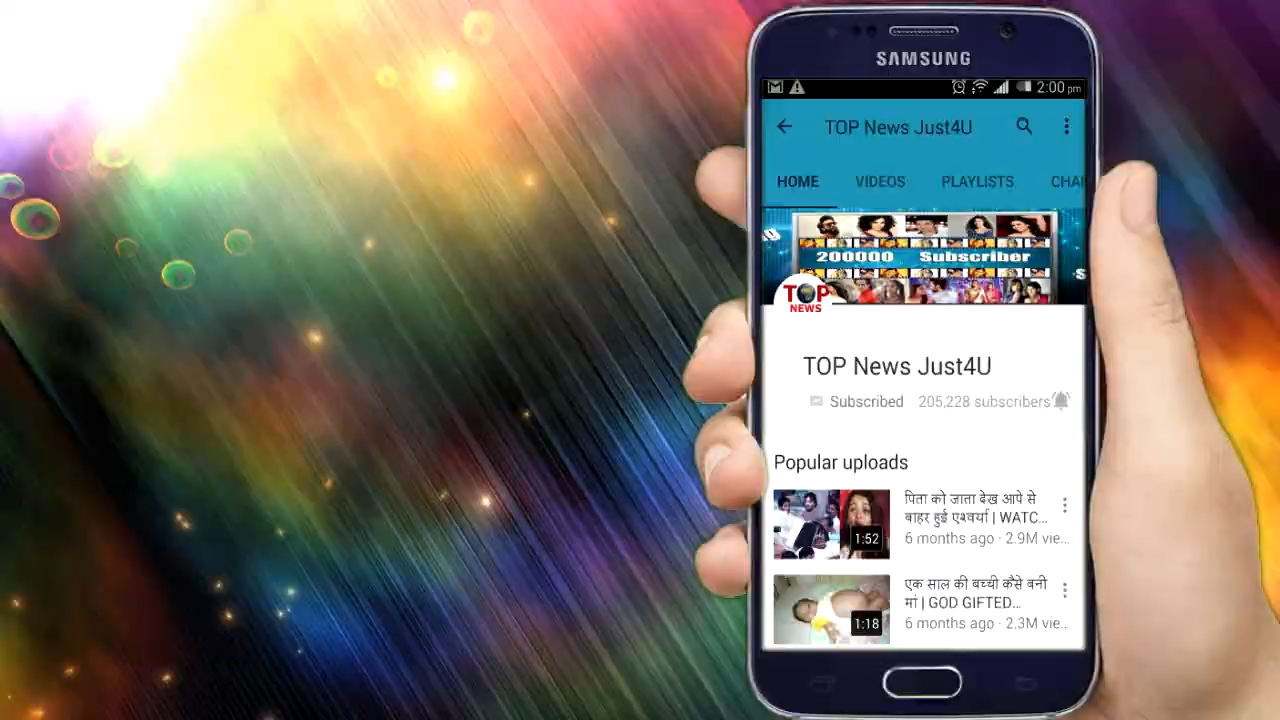 SAMSUNG
2:00 pm
TOP News Just4U
HOME VIDEOS PLAYLISTS CHA
200000 Subscriber
TOP
NEWS
TOP News Just4U
Subscribed 205,228 subscribers
Popular uploads
पिता को जाता देख आपे से
बाहर हुई एश्वर्या | WATC...
1:52
6 months ago · 2.9M vie...
एक साल की बच्ची कैसे बनी
मां | GOD GIFTED...
1:18
6 months ago · 2.3M vie...